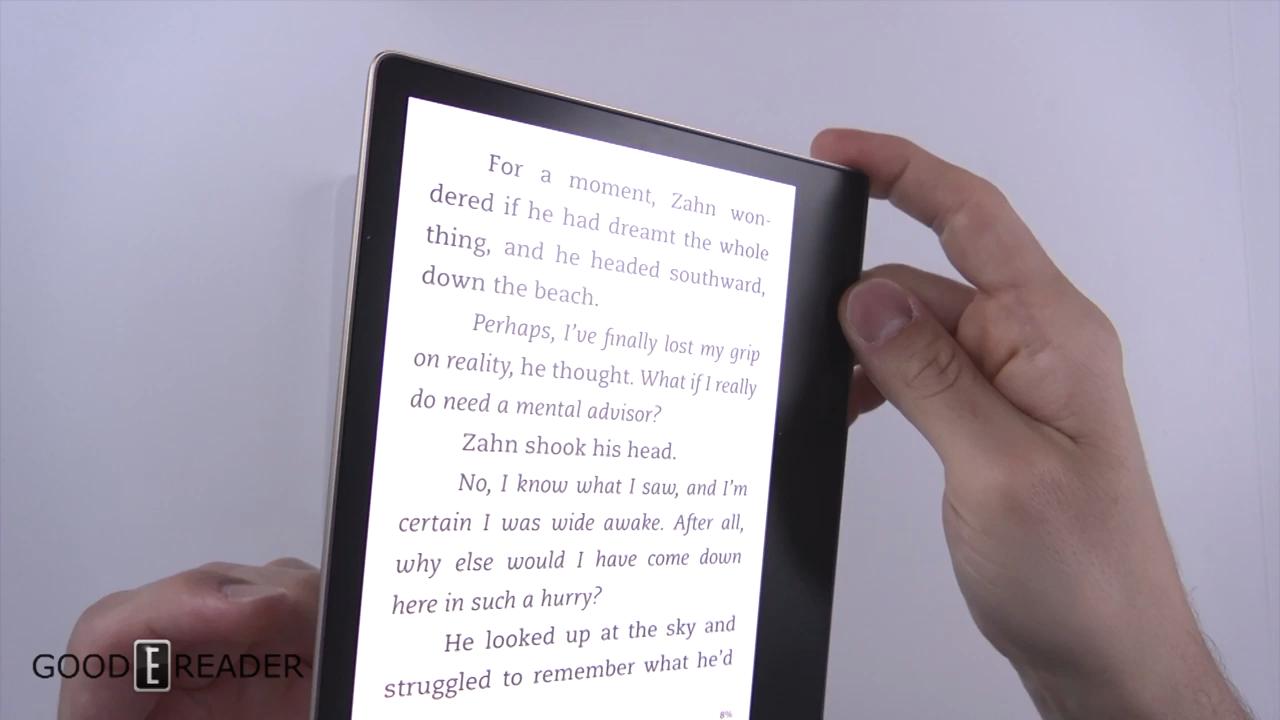 For a moment, Zahn won-
dered if he had dreamt the whole
thing, and he headed southward,
down the beach.
Perhaps, I've finally lost my grip
on reality, he thought. What if I really
do need a mental advisor?
Zahn shook his head.
No, I know what I saw, and I'm
certain I was wide awake. After all,
why else would I have come down
here in such a hurry?
He looked up at the sky and
struggled to remember what he'd
8%
GOOD E READER